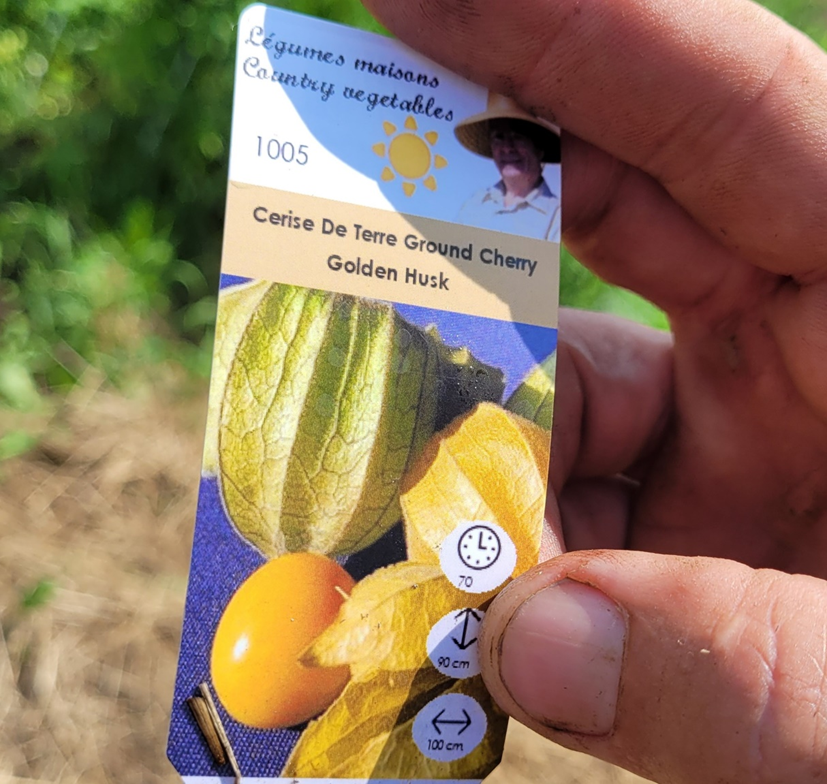 Légumes maisons
Country vegetables
1005
Cerise De Terre Ground Cherry
Golden Husk
70
90 cm
100 cm